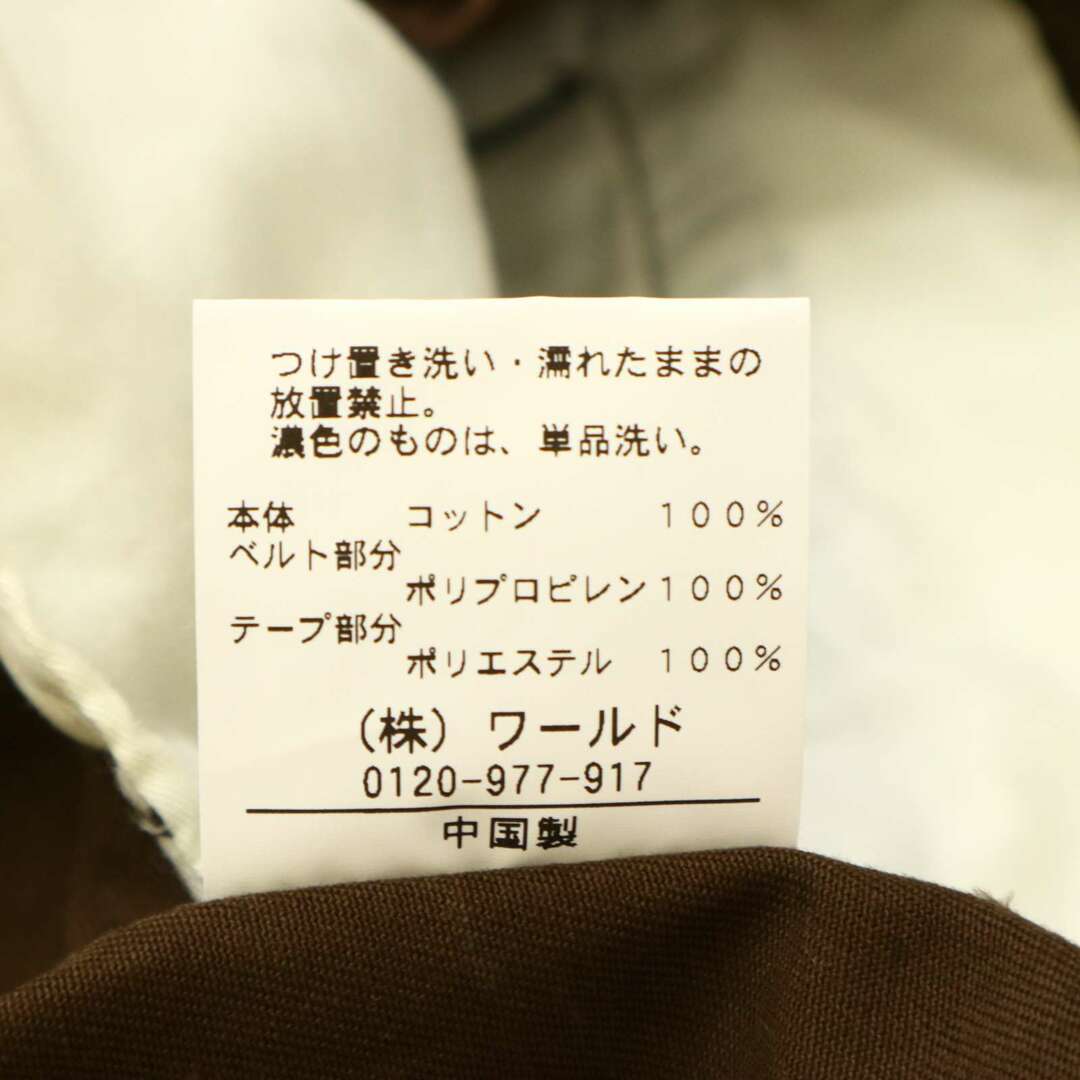 つけ置き洗い・濡れたままの
放置禁止。
濃色のものは、単品洗い。
本体 コットン 100%
ベルト部分
ポリプロピレン100%
テープ部分
ポリエステル 100%
(株) ワールド
0120-977-917
中国製